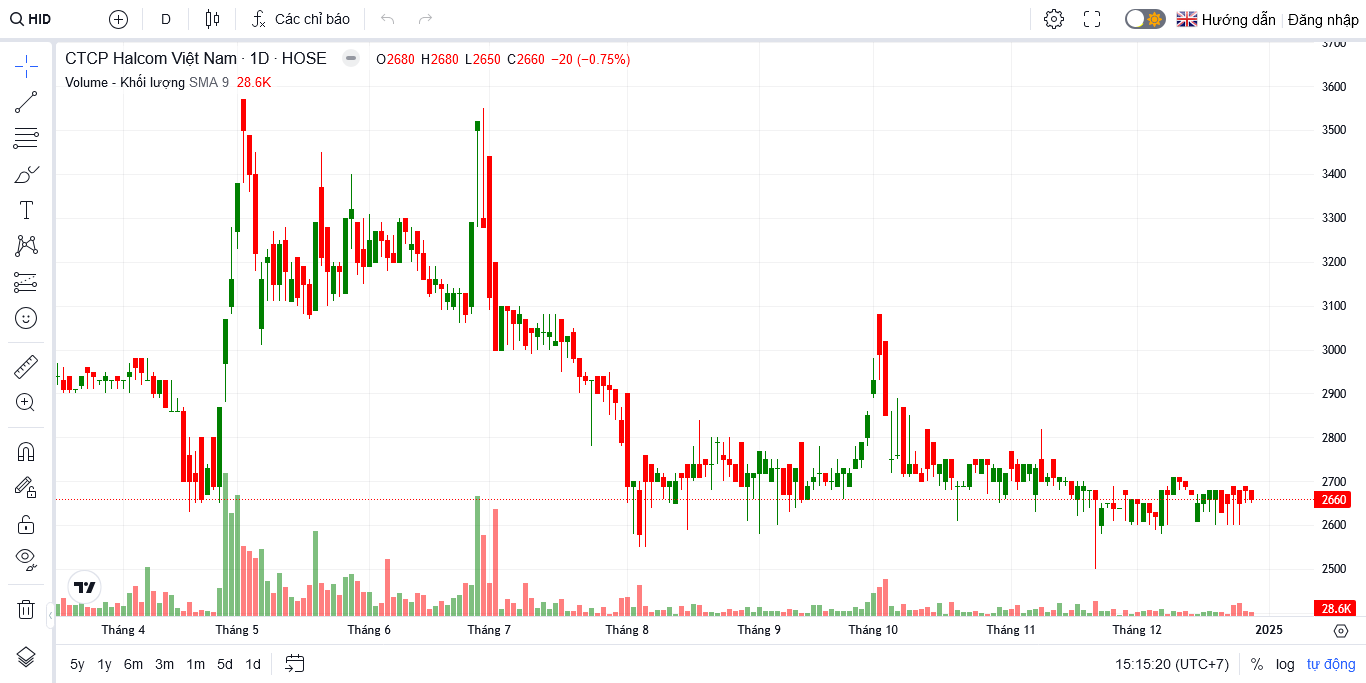 HID D Các chỉ báo Hướng dẫn Đăng nhập
CTCP Halcom Việt Nam · 1D · HOSE O2680 H2680 L2650 C2660 −20 (−0.75%)
Volume - Khối lượng SMA 9 28.6K
3700
3600
3500
3400
3300
3200
3100
3000
2900
2800
2700
2660
2600
2500
28.6K
Tháng 4 Tháng 5 Tháng 6 Tháng 7 Tháng 8 Tháng 9 Tháng 10 Tháng 11 Tháng 12 2025
5y 1y 6m 3m 1m 5d 1d 15:15:20 (UTC+7) % log tự động